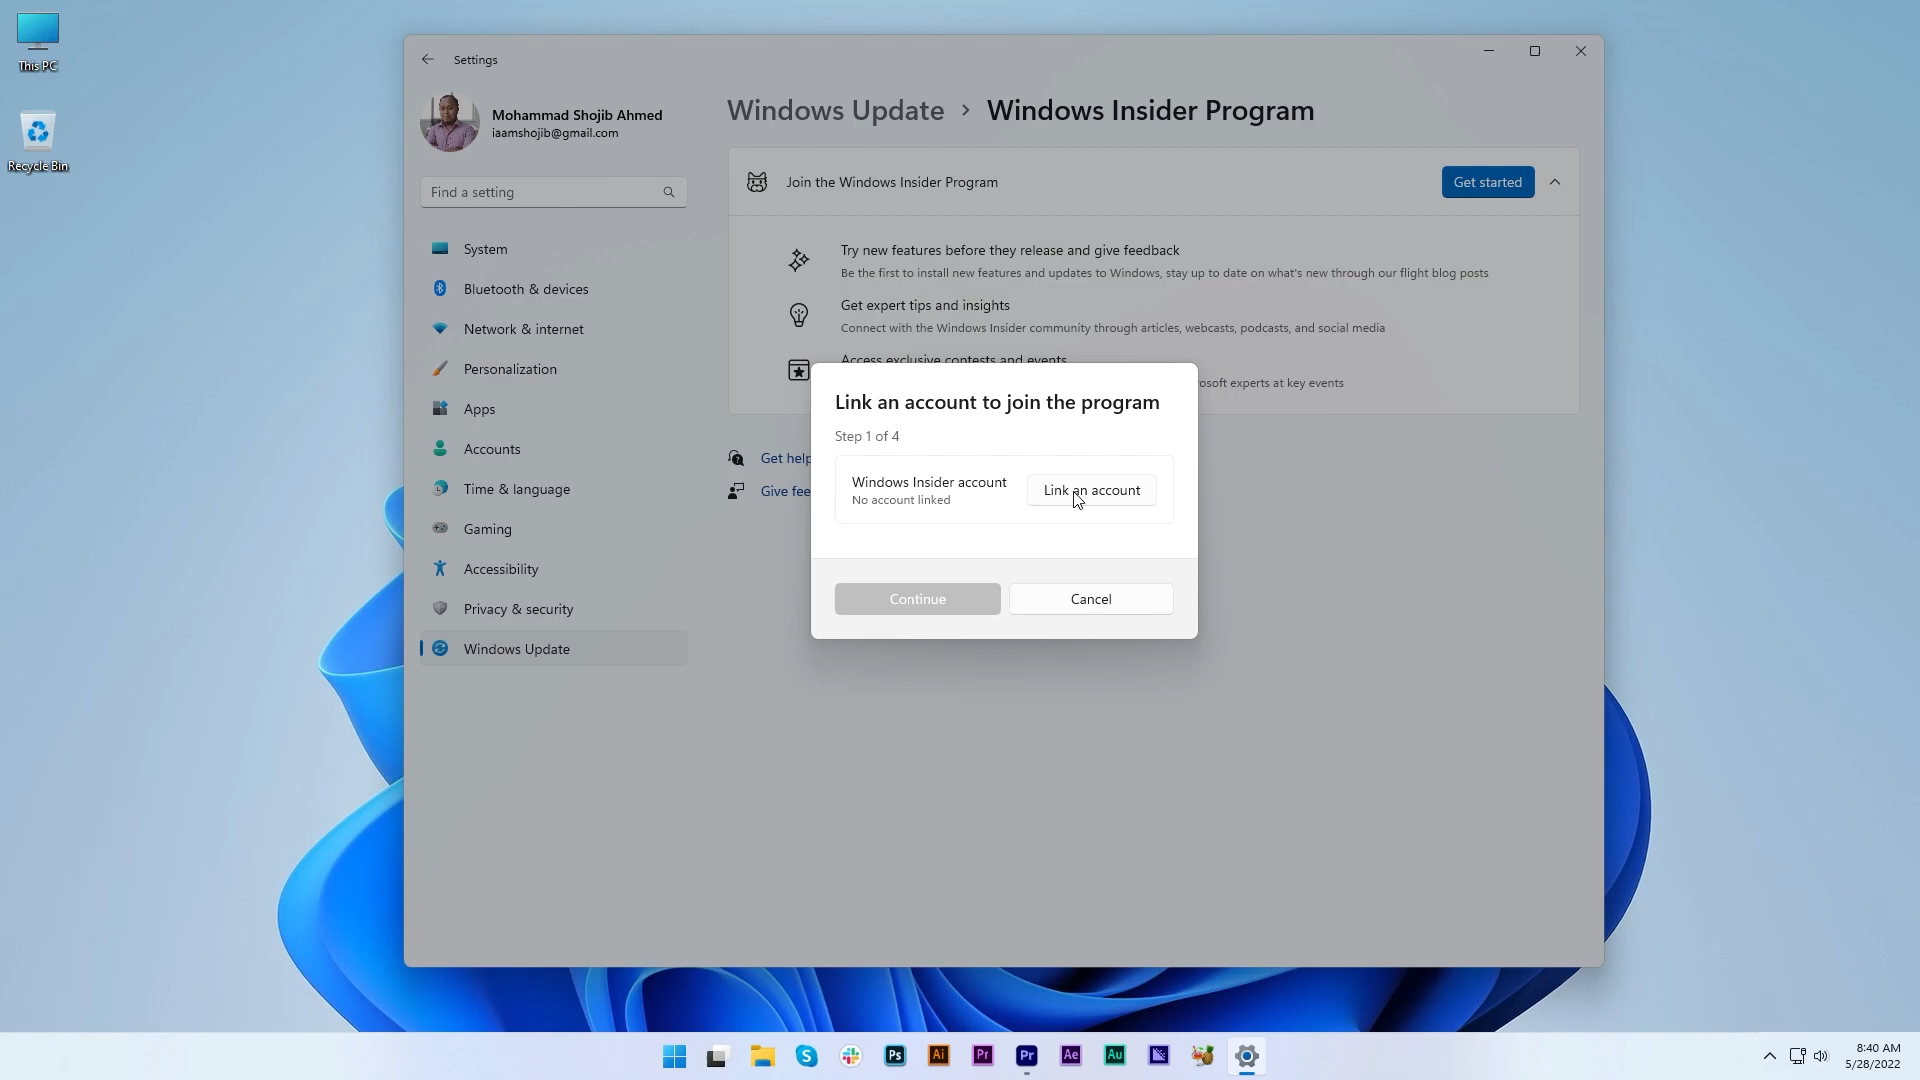 This PC
Recycle Bin
Settings
Mohammad Shojib Ahmed
iaamshojib@gmail.com
Find a setting
System
Bluetooth & devices
Network & internet
Personalization
Apps
Accounts
Time & language
Gaming
Accessibility
Privacy & security
Windows Update
Windows Update > Windows Insider Program
Join the Windows Insider Program
Get started
Try new features before they release and give feedback
Be the first to install new features and updates to Windows, stay up to date on what's new through our flight blog posts
Get expert tips and insights
Connect with the Windows Insider community through articles, webcasts, podcasts, and social media
Access exclusive contests and events
osoft experts at key events
Get help
Give fee
Link an account to join the program
Step 1 of 4
Windows Insider account
No account linked
Link an account
Continue
Cancel
Ps
Ai
Pr
Pr
Ae
Au
8:40 AM
5/28/2022